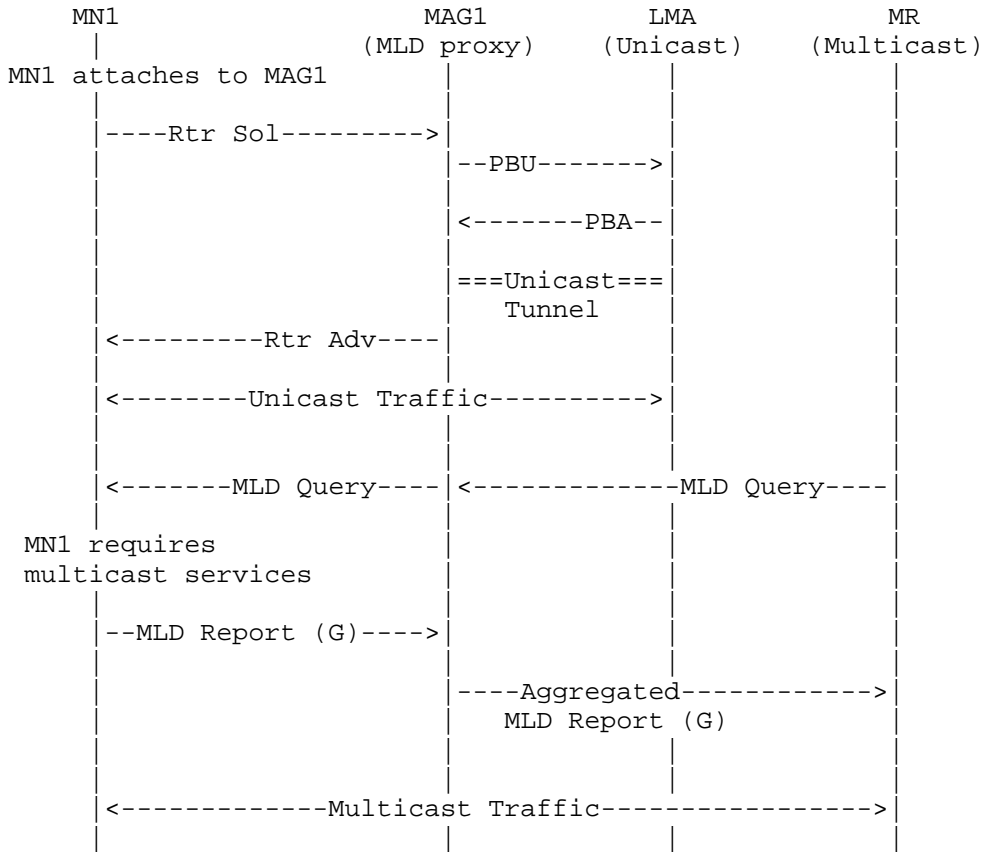 MN1 MAG1 LMA MR
| (MLD proxy) (Unicast) (Multicast)
MN1 attaches to MAG1 | | |
| | | |
|----Rtr Sol--------->| | |
| |--PBU------->| |
| | | |
| |<-------PBA--| |
| | | |
| |===Unicast===| |
| | Tunnel | |
|<---------Rtr Adv----| | |
| | | |
|<--------Unicast Traffic---------->| |
| | | |
| | | |
|<-------MLD Query----|<-------------MLD Query----|
| | | |
MN1 requires | | |
multicast services | | |
| | | |
|--MLD Report (G)---->| | |
| | | |
| |----Aggregated------------>|
| | MLD Report (G) |
| | | |
| | | |
|<-------------Multicast Traffic----------------->|
| | | |